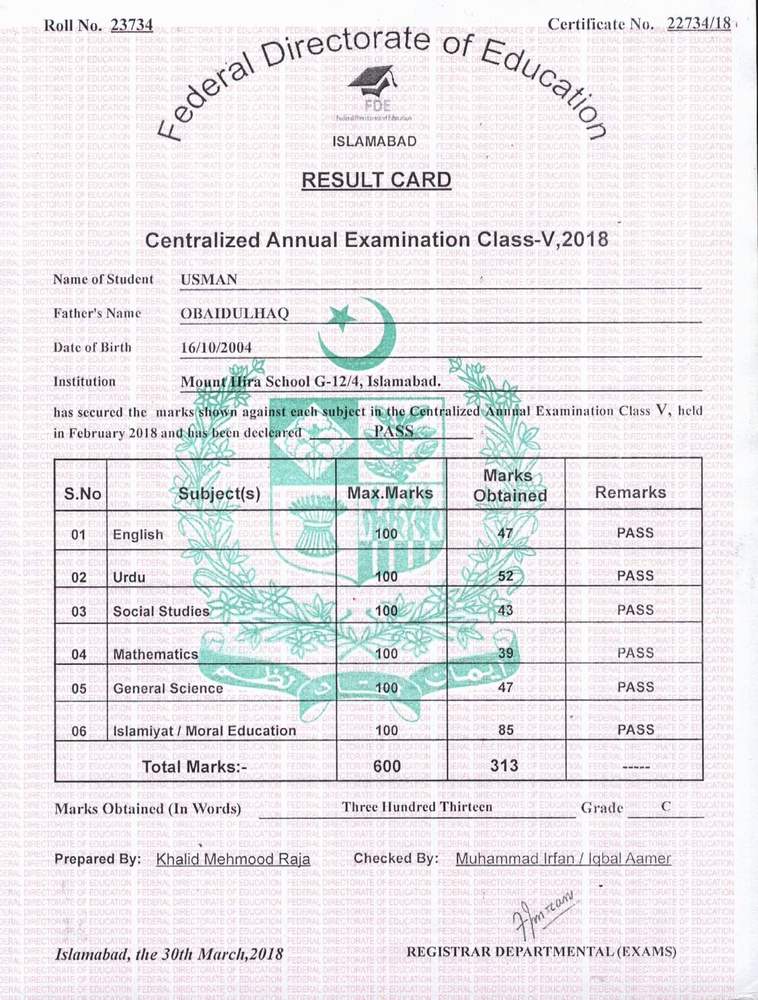 Roll No. 23734
Certificate No. 22734/18
Federal Directorate of Education
FDE
Federal Directorate of Education
ISLAMABAD
RESULT CARD
Centralized Annual Examination Class-V,2018
Name of Student USMAN
Father's Name OBAIDULHAQ
Date of Birth 16/10/2004
Institution Mount Hira School G-12/4, Islamabad.
has secured the marks shown against each subject in the Centralized Annual Examination Class V, held
in February 2018 and has been decleared PASS
S.No Subject(s) Max.Marks Marks Obtained Remarks
01 English 100 47 PASS
02 Urdu 100 52 PASS
03 Social Studies 100 43 PASS
04 Mathematics 100 39 PASS
05 General Science 100 47 PASS
06 Islamiyat / Moral Education 100 85 PASS
Total Marks:- 600 313 -----
Marks Obtained (In Words) Three Hundred Thirteen Grade C
Prepared By: Khalid Mehmood Raja Checked By: Muhammad Irfan / Iqbal Aamer
Islamabad, the 30th March,2018
REGISTRAR DEPARTMENTAL (EXAMS)